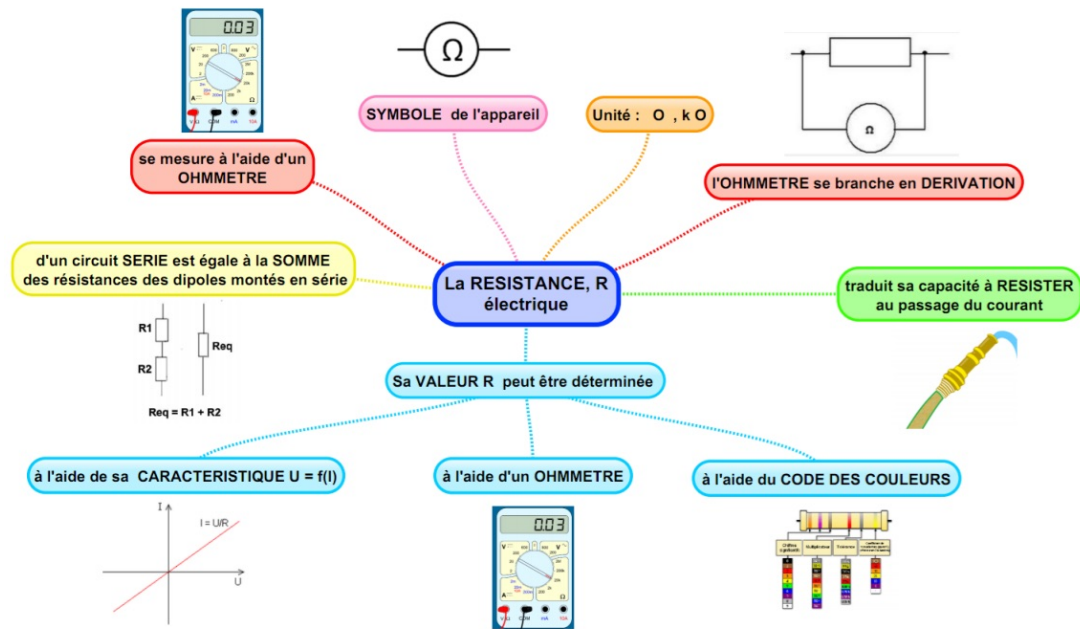 0.03
Ω
SYMBOLE de l'appareil
Unité : O , k O
Ω
se mesure à l'aide d'un
OHMMETRE
l'OHMMETRE se branche en DERIVATION
d'un circuit SERIE est égale à la SOMME
des résistances des dipoles montés en série
La RESISTANCE, R
électrique
traduit sa capacité à RESISTER
au passage du courant
R1
Req
R2
Req = R1 + R2
Sa VALEUR R peut être déterminée
à l'aide de sa CARACTERISTIQUE U = f(I)
à l'aide d'un OHMMETRE
à l'aide du CODE DES COULEURS
I
I = U/R
U
0.03